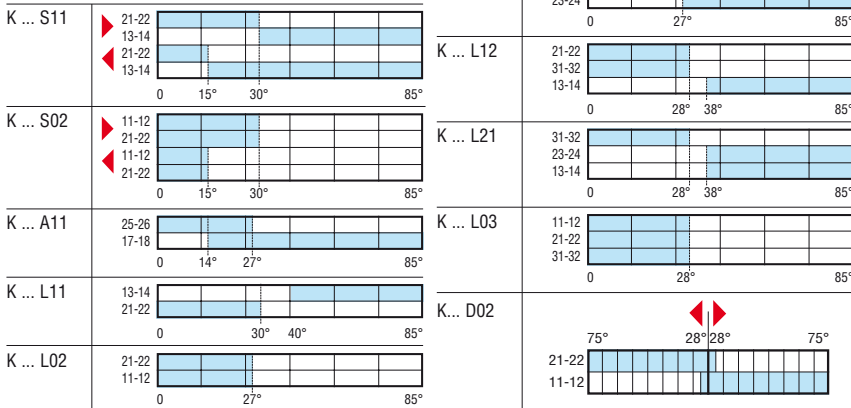 K ... S11
21-22
13-14
21-22
13-14
0 15° 30° 85°
K ... S02
11-12
21-22
11-12
21-22
0 15° 30° 85°
K ... A11
25-26
17-18
0 14° 27° 85°
K ... L11
13-14
21-22
0 30° 40° 85°
K ... L02
21-22
11-12
0 27° 85°
23-24
0 27° 85°
K ... L12
21-22
31-32
13-14
0 28° 38° 85°
K ... L21
31-32
23-24
13-14
0 28° 38° 85°
K ... L03
11-12
21-22
31-32
0 28° 85°
K... D02
75° 28° 28° 75°
21-22
11-12